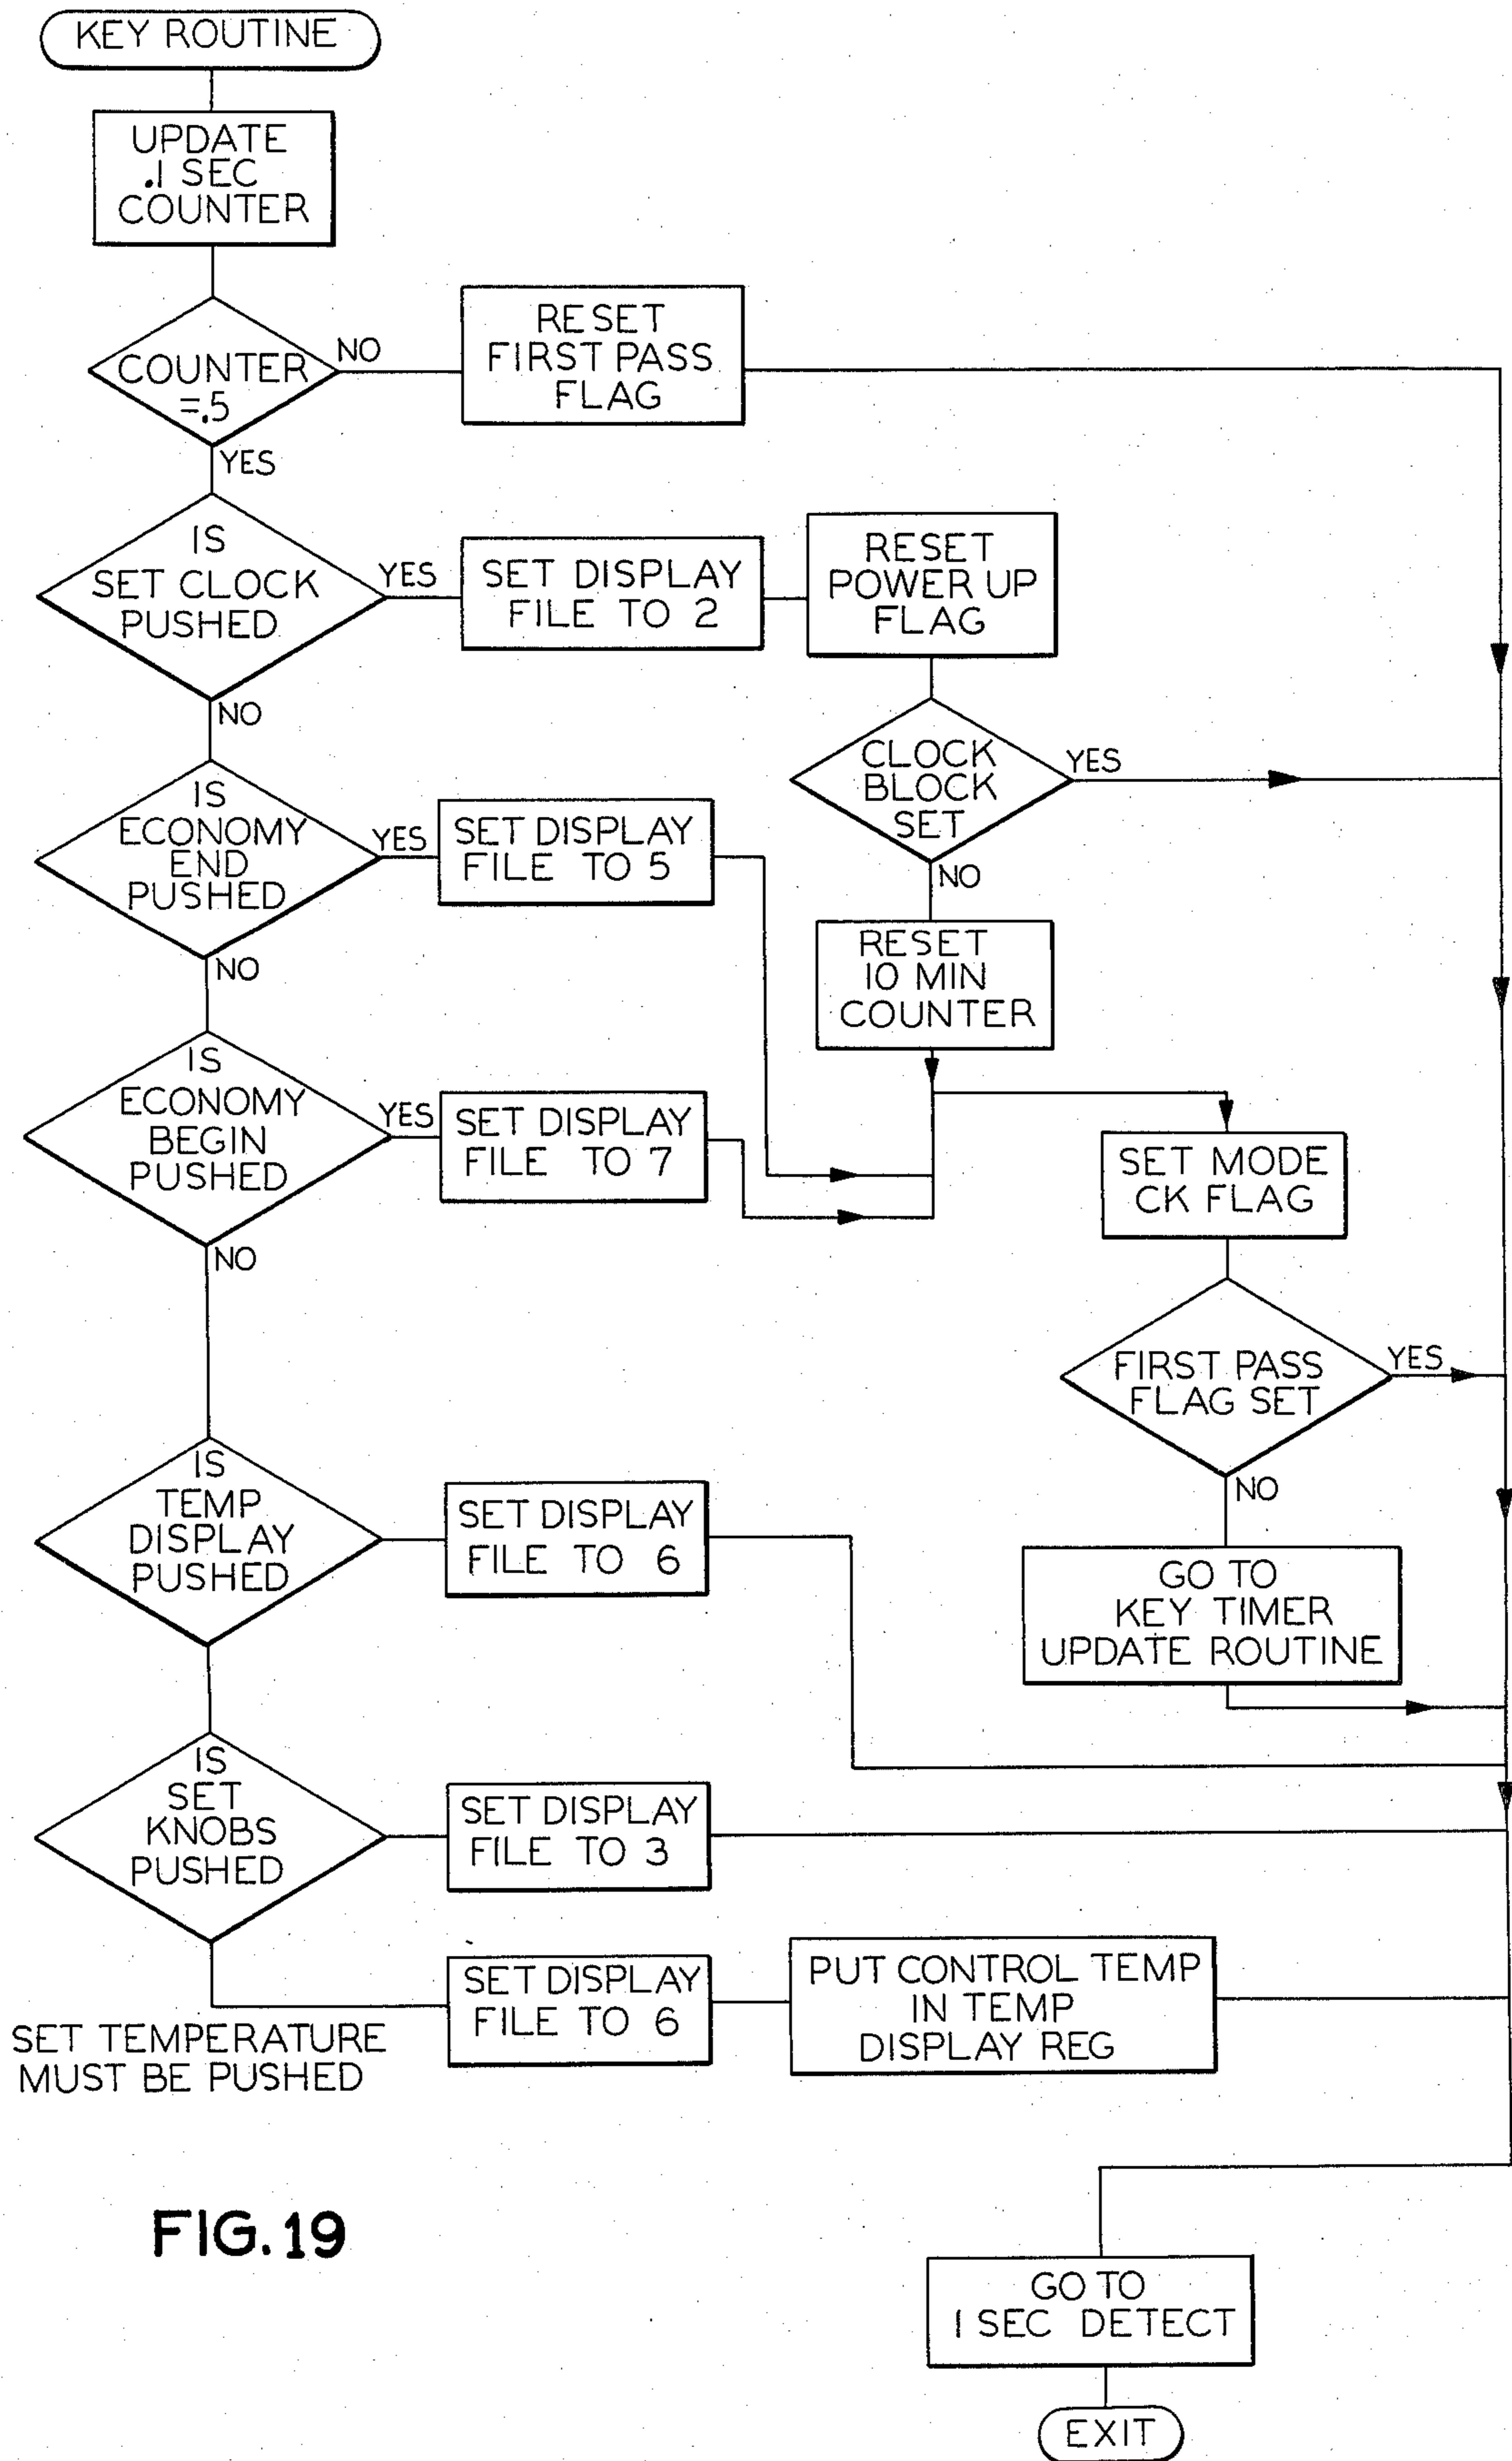 KEY ROUTINE
UPDATE
.1 SEC
COUNTER
COUNTER
=.5
NO
YES
RESET
FIRST PASS
FLAG
IS
SET CLOCK
PUSHED
YES
NO
SET DISPLAY
FILE TO 2
RESET
POWER UP
FLAG
CLOCK
BLOCK
SET
YES
NO
RESET
10 MIN
COUNTER
IS
ECONOMY
END
PUSHED
YES
NO
SET DISPLAY
FILE TO 5
IS
ECONOMY
BEGIN
PUSHED
YES
NO
SET DISPLAY
FILE TO 7
SET MODE
CK FLAG
FIRST PASS
FLAG SET
YES
NO
GO TO
KEY TIMER
UPDATE ROUTINE
IS
TEMP
DISPLAY
PUSHED
SET DISPLAY
FILE TO 6
IS
SET
KNOBS
PUSHED
SET DISPLAY
FILE TO 3
SET TEMPERATURE
MUST BE PUSHED
SET DISPLAY
FILE TO 6
PUT CONTROL TEMP
IN TEMP
DISPLAY REG
GO TO
1 SEC DETECT
EXIT
FIG. 19